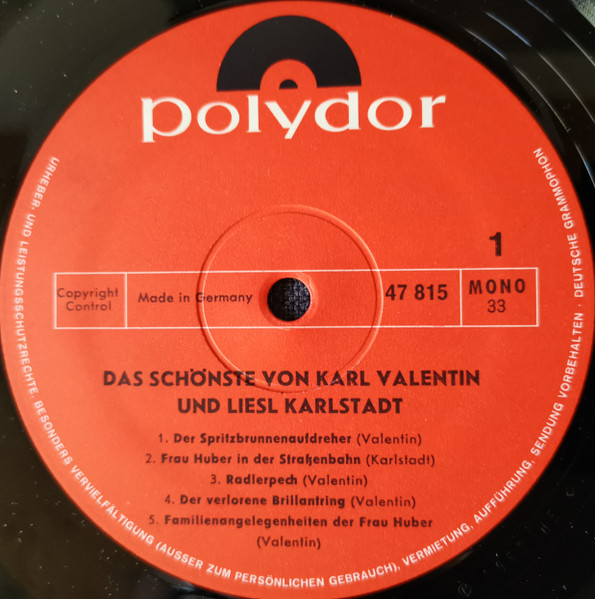 polydor
1
Copyright
Control
Made in Germany
47 815
MONO
33
DAS SCHÖNSTE VON KARL VALENTIN
UND LIESL KARLSTADT
1. Der Spritzbrunnenaufdreher (Valentin)
2. Frau Huber in der Straßenbahn (Karlstadt)
3. Radlerpech (Valentin)
4. Der verlorene Brillantring (Valentin)
5. Familienangelegenheiten der Frau Huber
(Valentin)
URHEBER- UND LEISTUNGSSCHUTZRECHTE, BESONDERS VERVIELFÄLTIGUNG (AUSSER ZUM PERSÖNLICHEN GEBRAUCH), VERMIETUNG, AUFFÜHRUNG, SENDUNG VORBEHALTEN · DEUTSCHE GRAMMOPHON